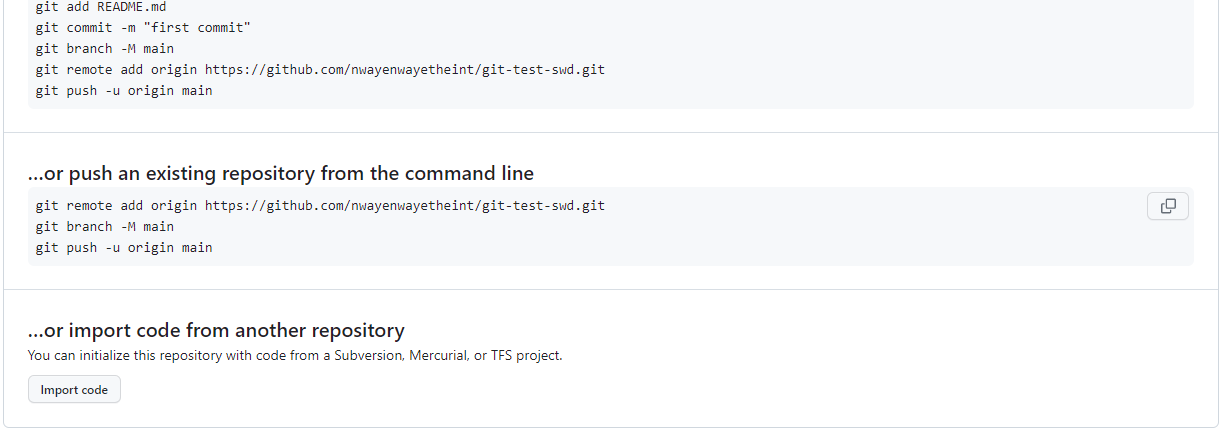 git add README.md
git commit -m "first commit"
git branch -M main
git remote add origin https://github.com/nwayenwayetheint/git-test-swd.git
git push -u origin main
…or push an existing repository from the command line
git remote add origin https://github.com/nwayenwayetheint/git-test-swd.git
git branch -M main
git push -u origin main
…or import code from another repository
You can initialize this repository with code from a Subversion, Mercurial, or TFS project.
Import code